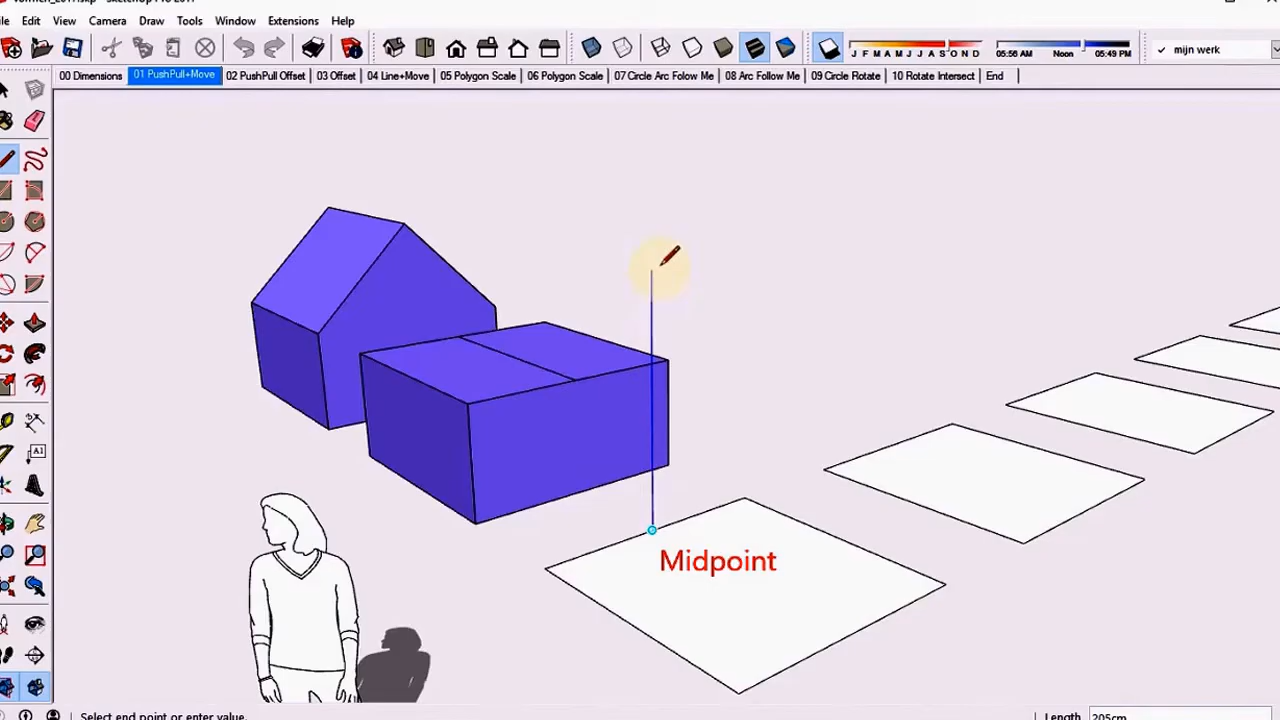 File Edit View Camera Draw Tools Window Extensions Help
J F M A M J J A S O N D 05:56 AM Noon 05:49 PM ✓ mijn werk
00 Dimensions 01 PushPull+Move 02 PushPull Offset 03 Offset 04 Line+Move 05 Polygon Scale 06 Polygon Scale 07 Circle Arc Folow Me 08 Arc Follow Me 09 Circle Rotate 10 Rotate Intersect End
A1
Midpoint
Select end point or enter value. Length 205cm